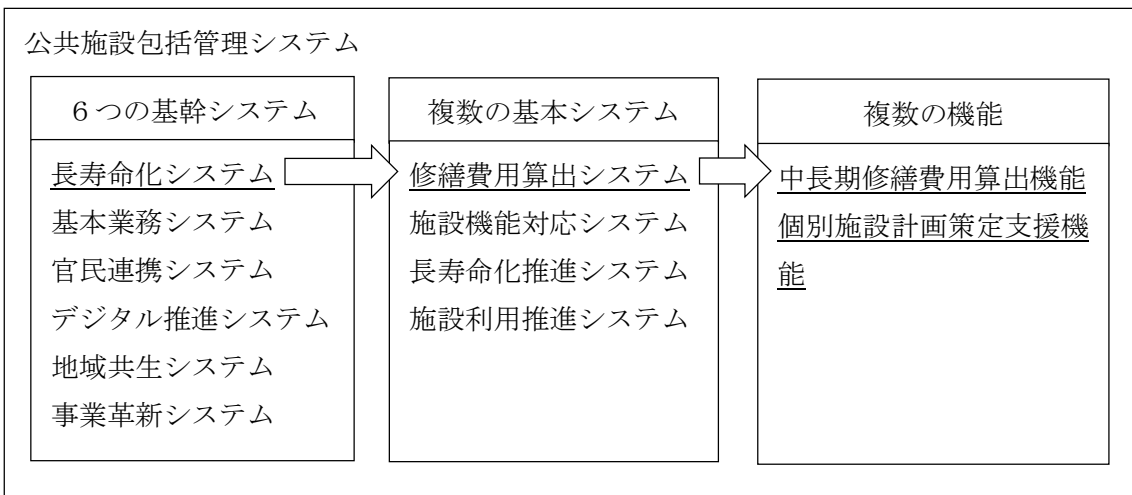 公共施設包括管理システム
６つの基幹システム
長寿命化システム
基本業務システム
官民連携システム
デジタル推進システム
地域共生システム
事業革新システム
複数の基本システム
修繕費用算出システム
施設機能対応システム
長寿命化推進システム
施設利用推進システム
複数の機能
中長期修繕費用算出機能
個別施設計画策定支援機
能